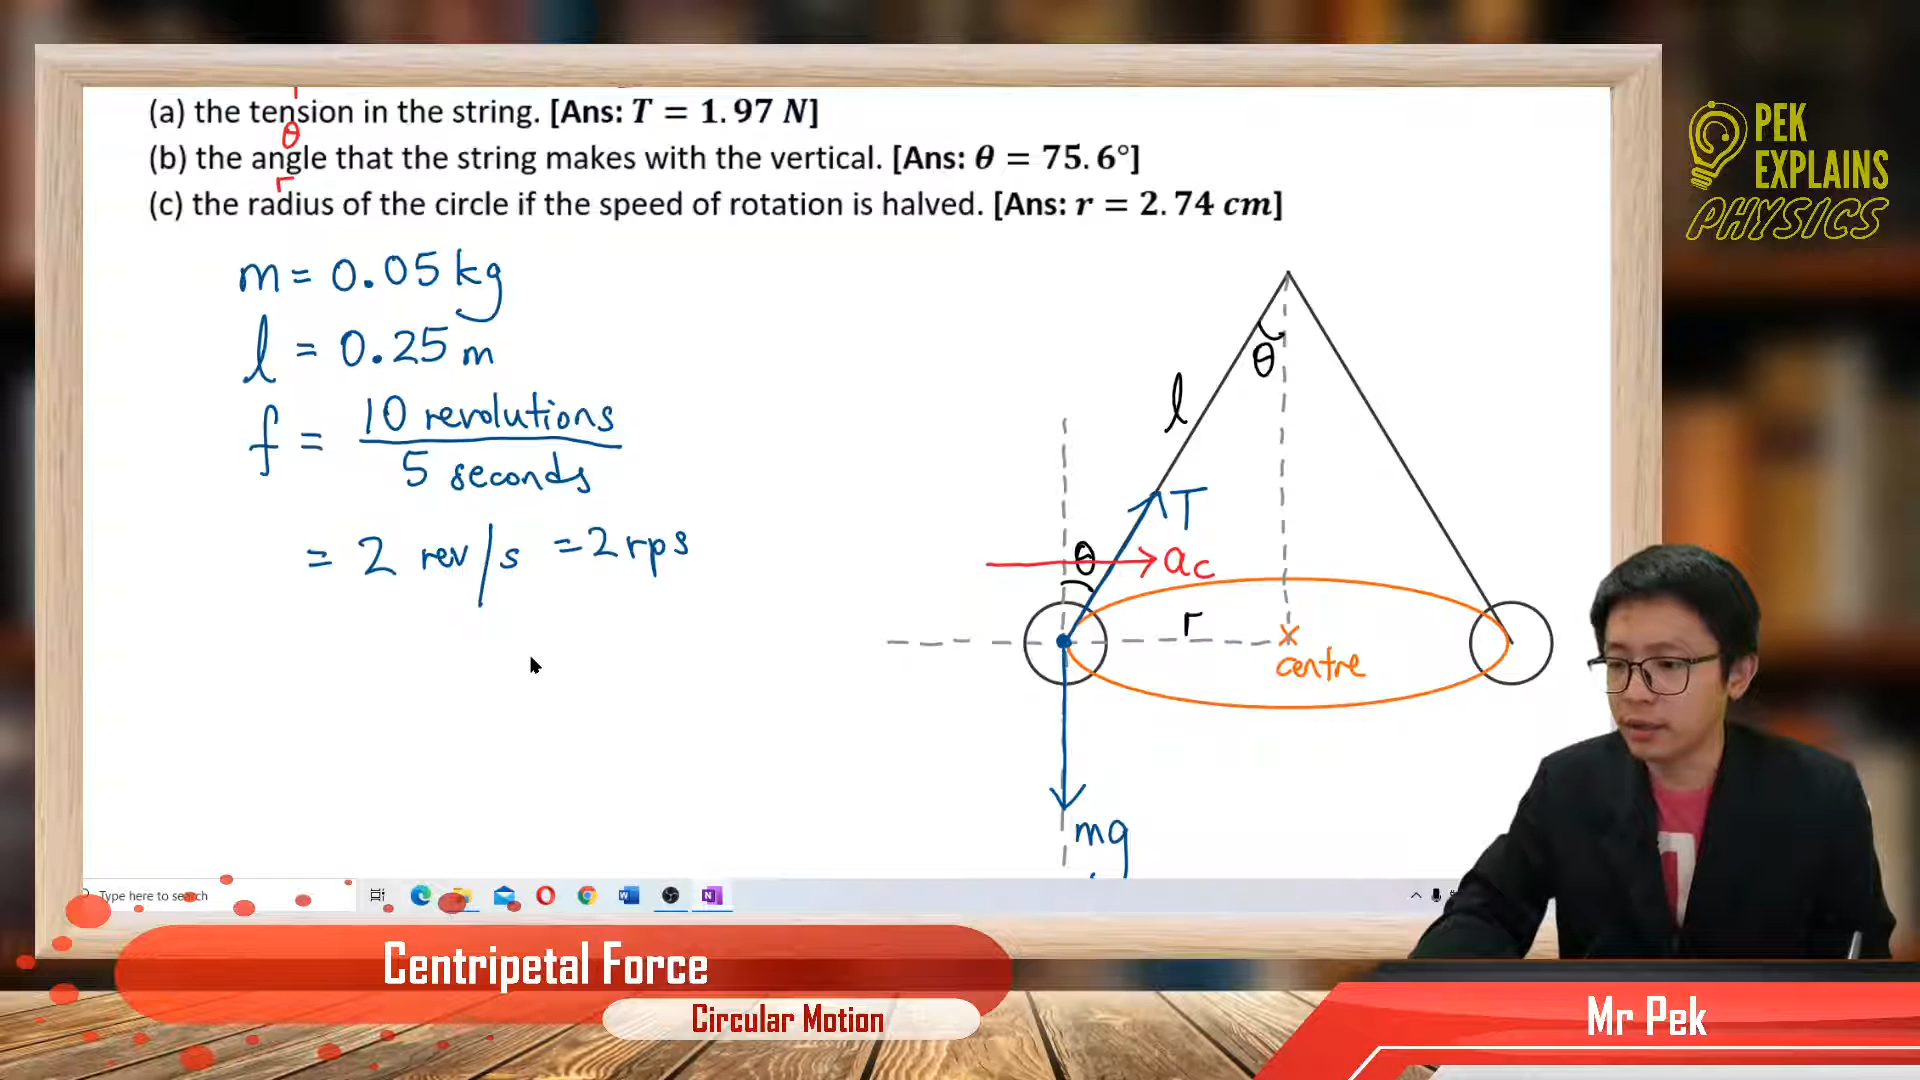 (a) the tension in the string. [Ans: T = 1.97 N]
θ
(b) the angle that the string makes with the vertical. [Ans: θ = 75.6°]
r
(c) the radius of the circle if the speed of rotation is halved. [Ans: r = 2.74 cm]
PEK
EXPLAINS
PHYSICS
m = 0.05 kg
l = 0.25 m
f = 10 revolutions
5 seconds
= 2 rev/s = 2 rps
θ
l
T
θ
ac
r
×
centre
mg
Type here to search
Centripetal Force
Circular Motion
Mr Pek